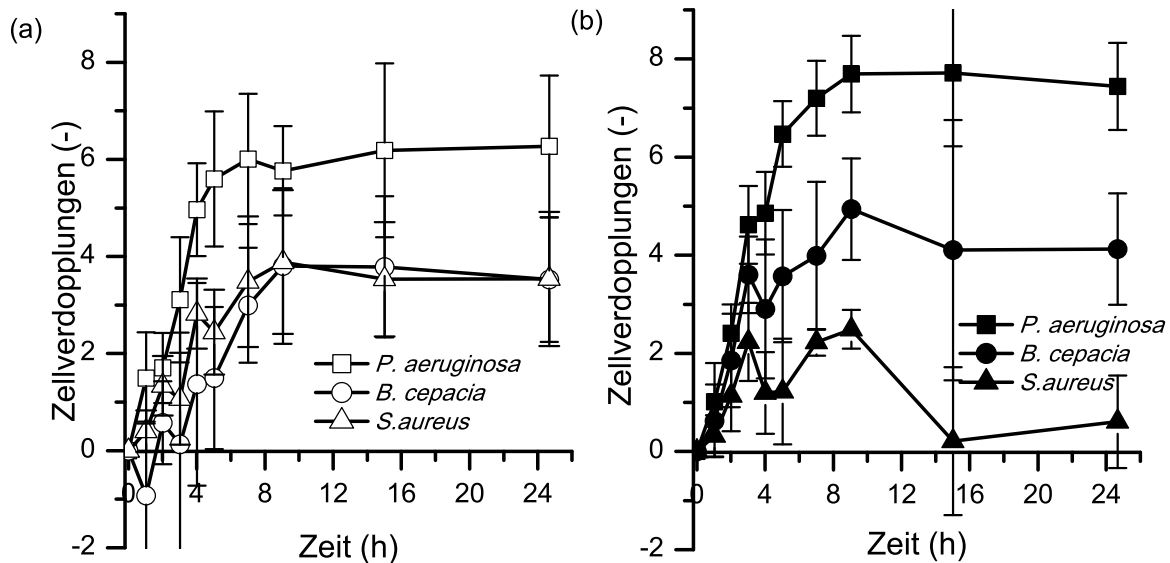 (a)
Zellverdopplungen (-)
8
6
4
2
0
-2
0 4 8 12 16 20 24
Zeit (h)
P. aeruginosa
B. cepacia
S.aureus
(b)
Zellverdopplungen (-)
8
6
4
2
0
-2
0 4 8 12 16 20 24
Zeit (h)
P. aeruginosa
B. cepacia
S.aureus